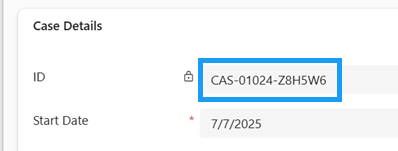 Case Details
ID CAS-01024-Z8H5W6
Start Date * 7/7/2025